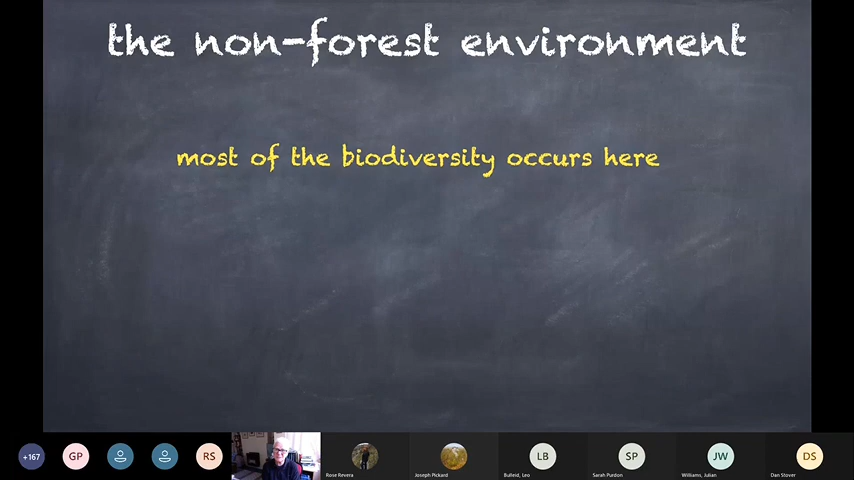 the non-forest environment
most of the biodiversity occurs here
+167
GP
RS
LB
SP
JW
DS
Rose Revera
Joseph Pickard
Bulleid, Leo
Sarah Purdon
Williams, Julian
Dan Stover